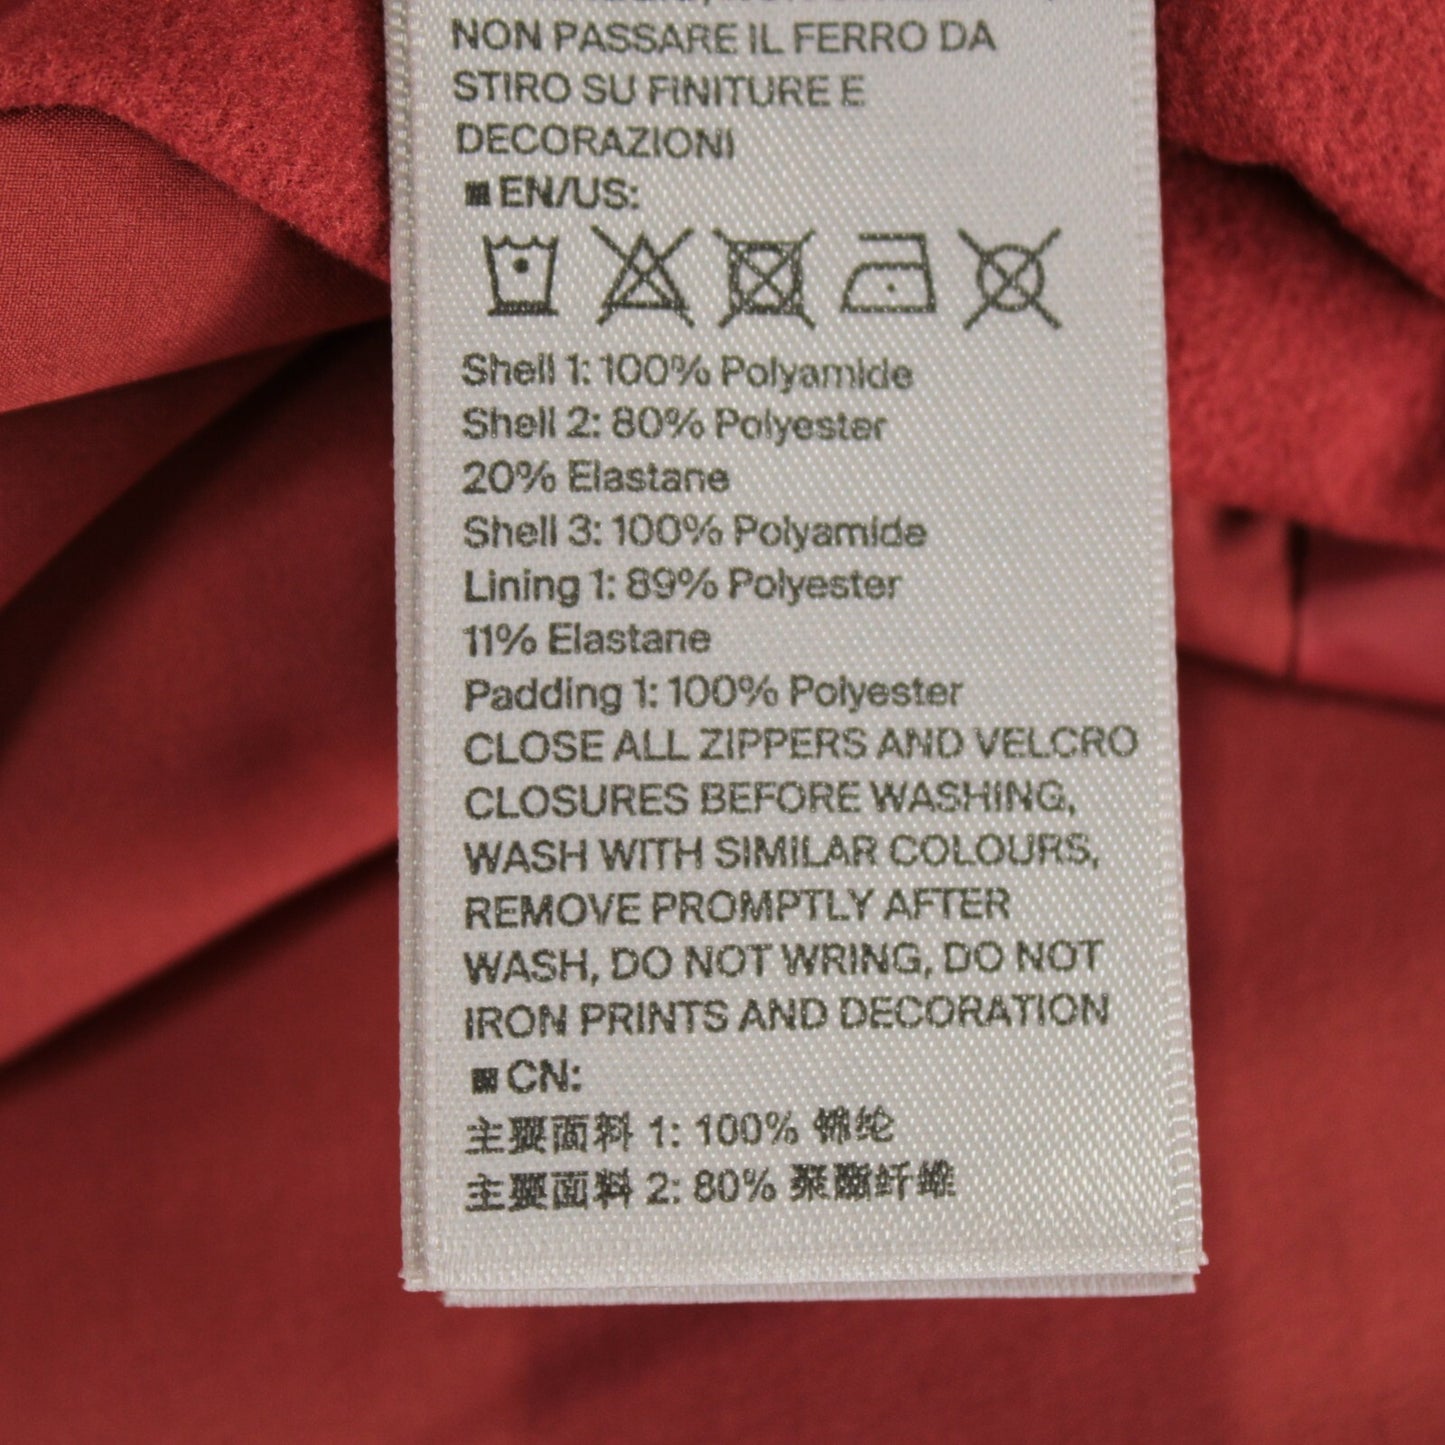 NON PASSARE IL FERRO DA
STIRO SU FINITURE E
DECORAZIONI
EN/US:
Shell 1: 100% Polyamide
Shell 2: 80% Polyester
20% Elastane
Shell 3: 100% Polyamide
Lining 1: 89% Polyester
11% Elastane
Padding 1: 100% Polyester
CLOSE ALL ZIPPERS AND VELCRO
CLOSURES BEFORE WASHING,
WASH WITH SIMILAR COLOURS,
REMOVE PROMPTLY AFTER
WASH, DO NOT WRING, DO NOT
IRON PRINTS AND DECORATION
CN:
主要面料 1: 100% 锦纶
主要面料 2: 80% 聚酯纤维